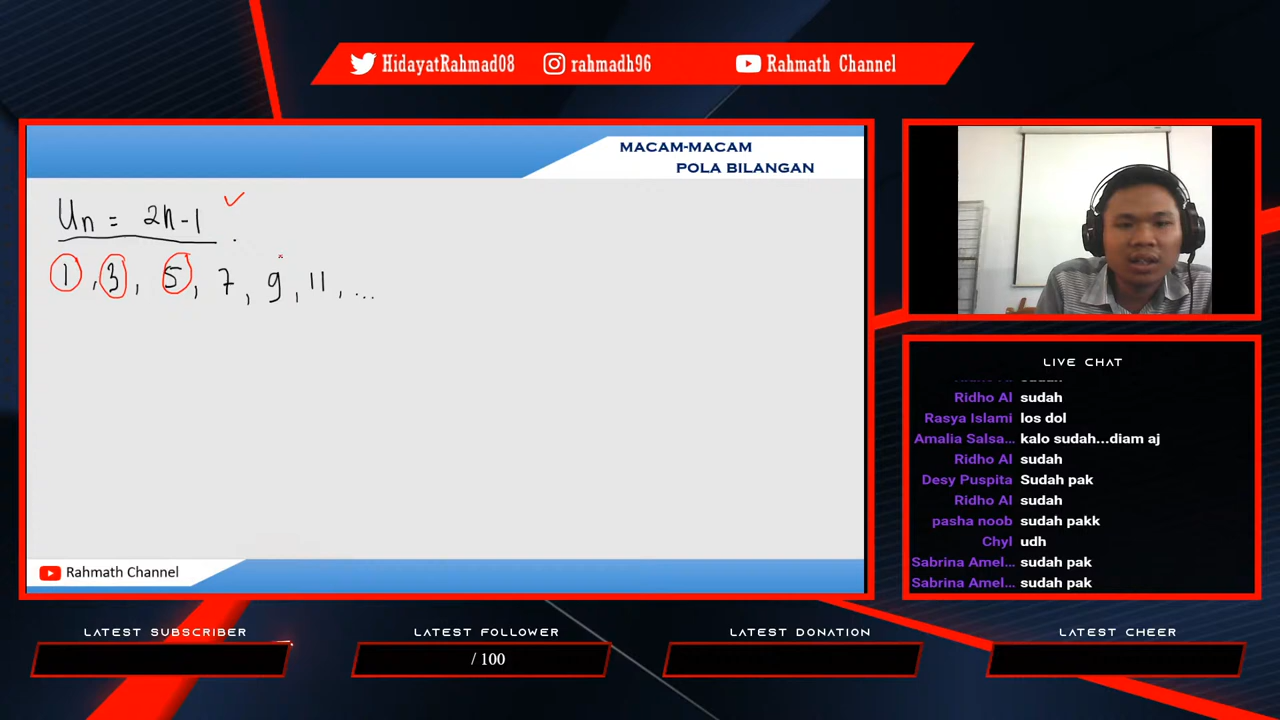 HidayatRahmad08 rahmadh96 Rahmath Channel
MACAM-MACAM
POLA BILANGAN
Un = 2n-1
1, 3, 5, 7, 9, 11, ...
Rahmath Channel
LIVE CHAT
Ridho Al sudah
Rasya Islami los dol
Amalia Salsa... kalo sudah...diam aj
Ridho Al sudah
Desy Puspita Sudah pak
Ridho Al sudah
pasha noob sudah pakk
Chyl udh
Sabrina Amel... sudah pak
Sabrina Amel... sudah pak
LATEST SUBSCRIBER
LATEST FOLLOWER
/ 100
LATEST DONATION
LATEST CHEER